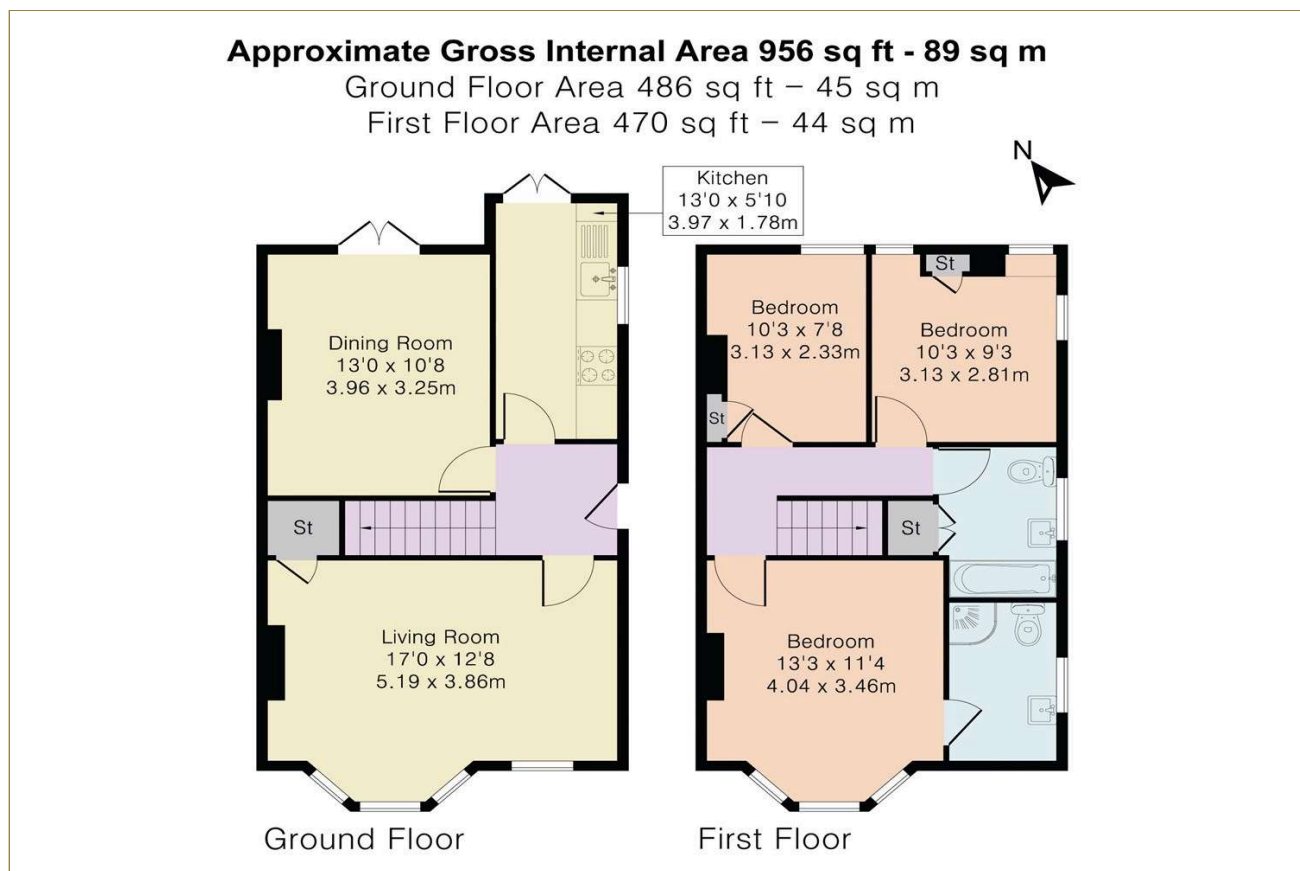 Approximate Gross Internal Area 956 sq ft - 89 sq m
Ground Floor Area 486 sq ft – 45 sq m
First Floor Area 470 sq ft – 44 sq m
N
Kitchen
13'0 x 5'10
3.97 x 1.78m
Dining Room
13'0 x 10'8
3.96 x 3.25m
St
Living Room
17'0 x 12'8
5.19 x 3.86m
Ground Floor
Bedroom
10'3 x 7'8
3.13 x 2.33m
St
St
Bedroom
10'3 x 9'3
3.13 x 2.81m
St
Bedroom
13'3 x 11'4
4.04 x 3.46m
First Floor